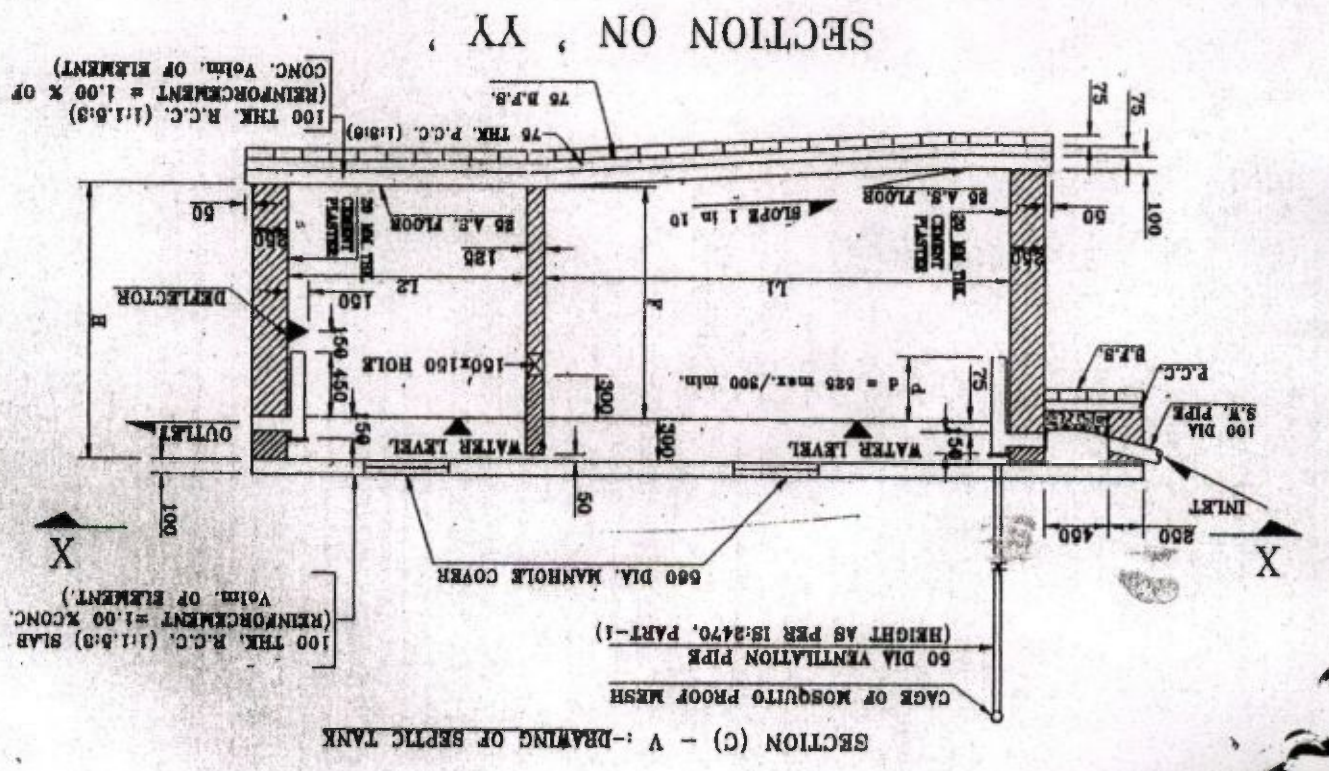 SECTION (C) - V :-DRAWING OF SEPTIC TANK
CAGE OF MOSQUITO PROOF MESH
50 DIA VENTILATION PIPE
(HEIGHT AS PER IS:2470, PART-1)
100 THK. R.C.C. (1:1.5:3) SLAB
(REINFORCEMENT =1.00 %CONC.
Volm. OF ELEMENT.)
X
X
INLET
250
450
560 DIA. MANHOLE COVER
100
50
100 DIA
S.W. PIPE
P.C.C.
B.F.S.
150
75
WATER LEVEL
300
WATER LEVEL
150
OUTLET
d
d = 525 max./300 min.
300
150x150 HOLE
450
150
150
DEFLECTOR
H
L1
F
L2
125
250
250
20 MM. THK
CEMENT
PLASTER
20 MM. THK
CEMENT
PLASTER
SLOPE 1 in 10
25 A.S. FLOOR
25 A.S. FLOOR
50
50
100
75
75
75 THK. P.C.C. (1:3:6)
75 B.F.S.
100 THK. R.C.C. (1:1.5:3)
(REINFORCEMENT = 1.00 % OF
CONC. Volm. OF ELEMENT)
SECTION ON ' YY '